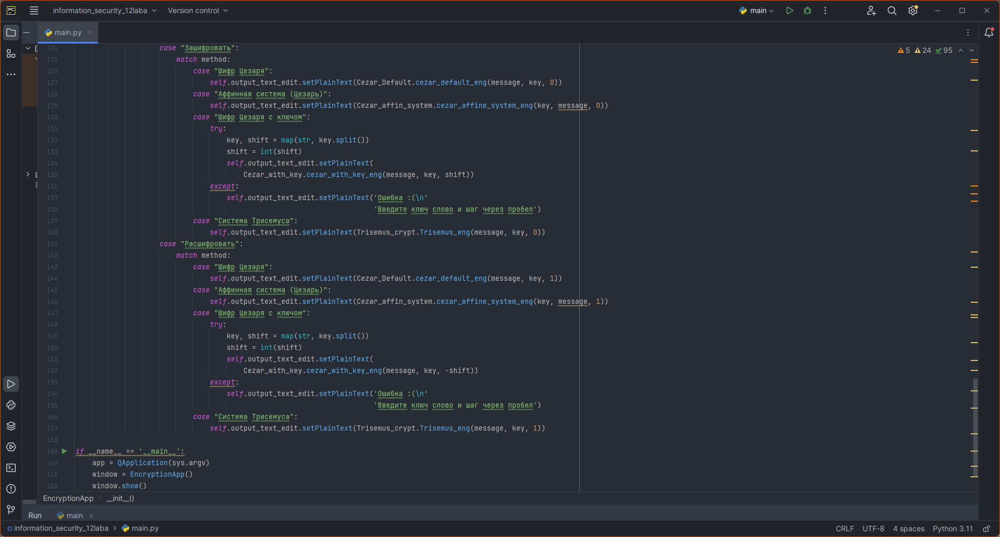 PC information_security_12laba Version control main
main.py
5 24 95
124 case "Зашифровать":
125 match method:
126 case "Шифр Цезаря":
127 self.output_text_edit.setPlainText(Cezar_Default.cezar_default_eng(message, key, 0))
128 case "Аффинная система (Цезарь)":
129 self.output_text_edit.setPlainText(Cezar_affin_system.cezar_affine_system_eng(key, message, 0))
130 case "Шифр Цезаря с ключом":
131 try:
132 key, shift = map(str, key.split())
133 shift = int(shift)
134 self.output_text_edit.setPlainText(
135 Cezar_with_key.cezar_with_key_eng(message, key, shift))
136 except:
137 self.output_text_edit.setPlainText('Ошибка :(\n'
138 'Введите ключ слово и шаг через пробел')
139 case "Система Трисемуса":
140 self.output_text_edit.setPlainText(Trisemus_crypt.Trisemus_eng(message, key, 0))
141 case "Расшифровать":
142 match method:
143 case "Шифр Цезаря":
144 self.output_text_edit.setPlainText(Cezar_Default.cezar_default_eng(message, key, 1))
145 case "Аффинная система (Цезарь)":
146 self.output_text_edit.setPlainText(Cezar_affin_system.cezar_affine_system_eng(key, message, 1))
147 case "Шифр Цезаря с ключом":
148 try:
149 key, shift = map(str, key.split())
150 shift = int(shift)
151 self.output_text_edit.setPlainText(
152 Cezar_with_key.cezar_with_key_eng(message, key, -shift))
153 except:
154 self.output_text_edit.setPlainText('Ошибка :(\n'
155 'Введите ключ слово и шаг через пробел')
156 case "Система Трисемуса":
157 self.output_text_edit.setPlainText(Trisemus_crypt.Trisemus_eng(message, key, 1))
158
159 if __name__ == '__main__':
160 app = QApplication(sys.argv)
161 window = EncryptionApp()
162 window.show()
EncryptionApp › __init__()
Run main
information_security_12laba > main.py CRLF UTF-8 4 spaces Python 3.11